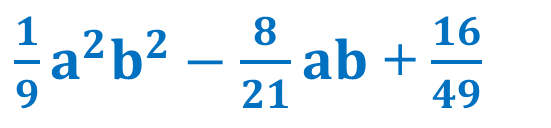 1/9 a²b² − 8/21 ab + 16/49